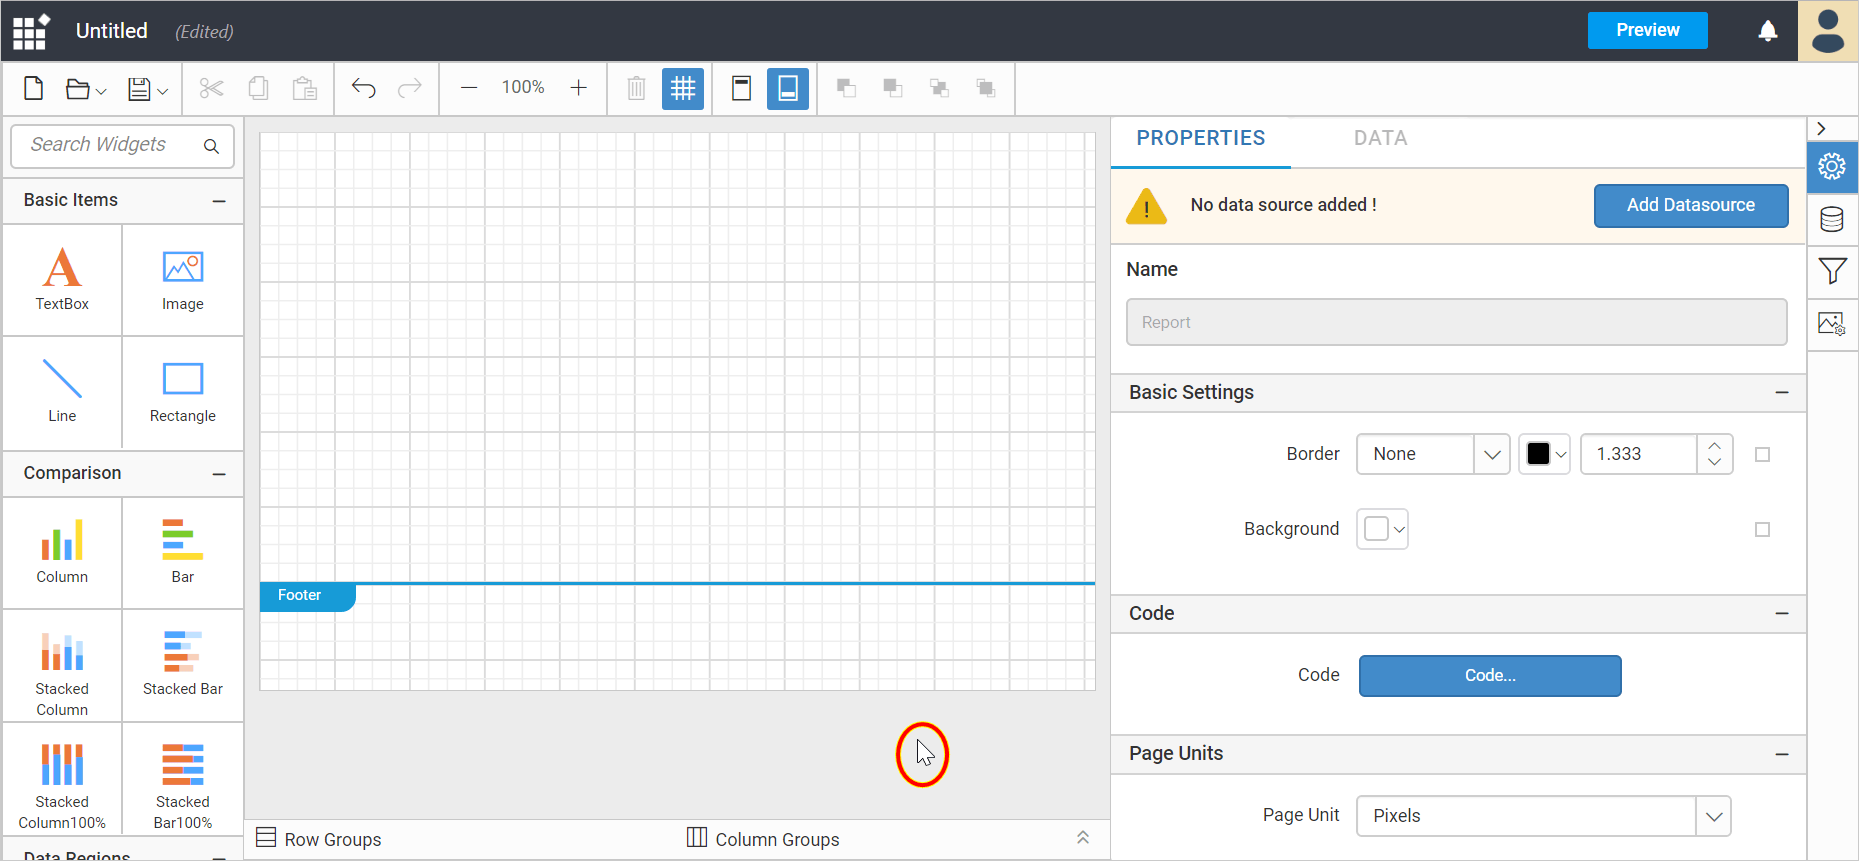 Untitled (Edited) Preview
100%
Search Widgets
Basic Items
TextBox Image
Line Rectangle
Comparison
Column Bar
Stacked Column Stacked Bar
Stacked Column100% Stacked Bar100%
Data Regions
Footer
Row Groups Column Groups
PROPERTIES DATA
No data source added ! Add Datasource
Name
Report
Basic Settings
Border None 1.333
Background
Code
Code Code...
Page Units
Page Unit Pixels